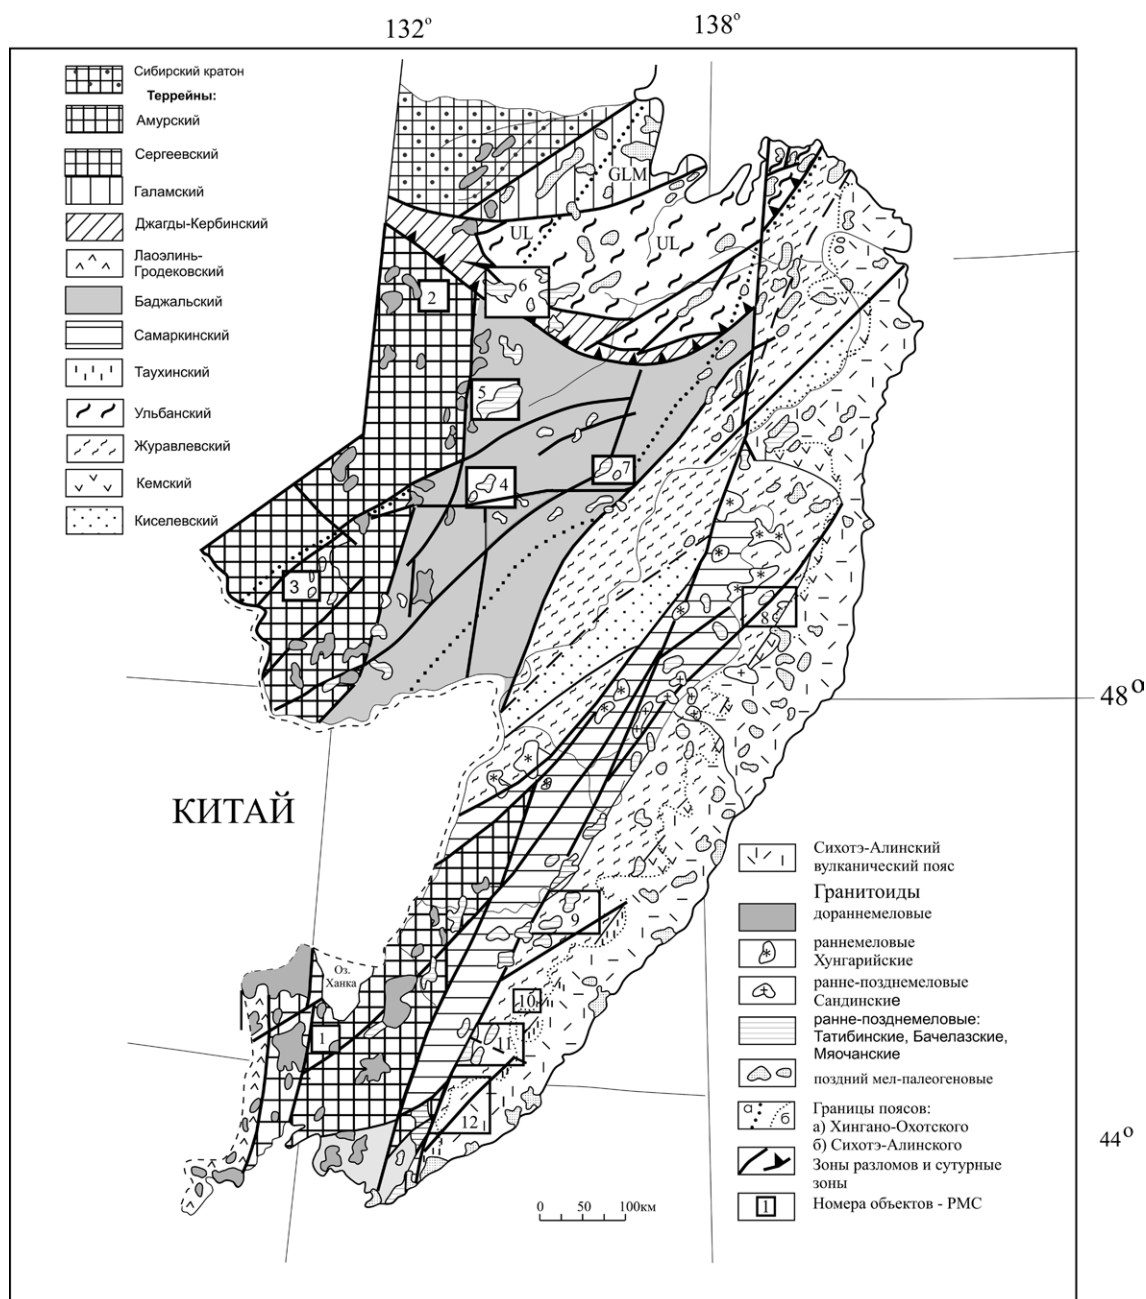 132°
138°
Сибирский кратон
Террейны:
Амурский
Сергеевский
Галамский
Джагды-Кербинский
Лаоэлинь-
Гродековский
Баджальский
Самаркинский
Таухинский
Ульбанский
Журавлевский
Кемский
Киселевский
GLM
UL
UL
2
6
5
4
7
3
8
48°
КИТАЙ
9
Оз.
Ханка
10
1
11
12
Сихотэ-Алинский
вулканический пояс
Гранитоиды
дораннемеловые
раннемеловые
Хунгарийские
ранне-позднемеловые
Сандинские
ранне-позднемеловые:
Татибинские, Бачелазские,
Мяочанские
поздний мел-палеогеновые
а
б
Границы поясов:
а) Хингано-Охотского
б) Сихотэ-Алинского
Зоны разломов и сутурные
зоны
1
Номера объектов - РМС
44°
0 50 100км